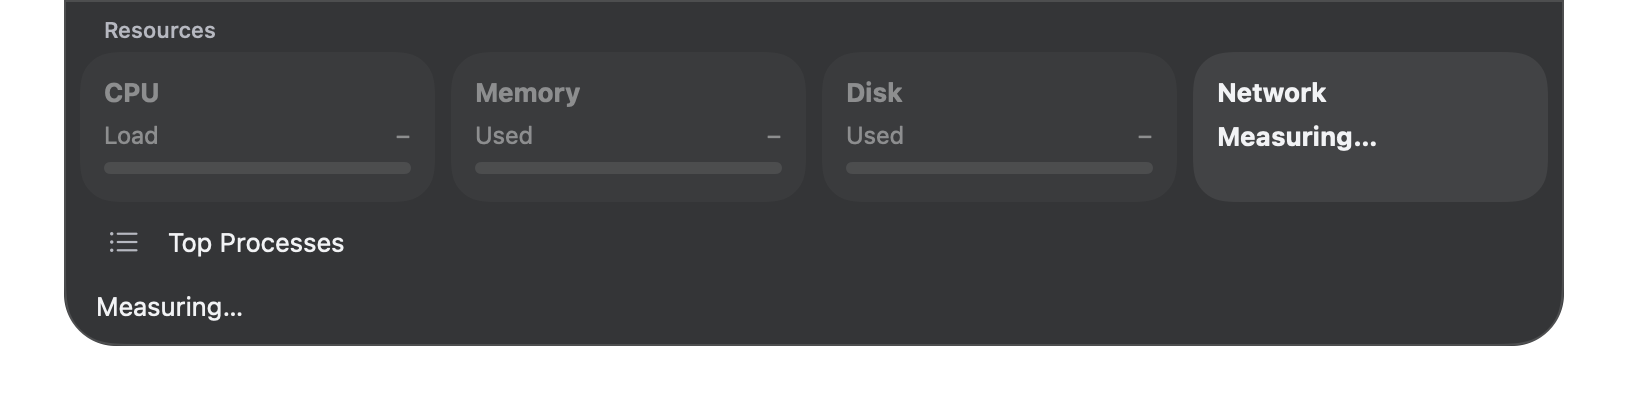 Resources
CPU
Load –
Memory
Used –
Disk
Used –
Network
Measuring...
Top Processes
Measuring...